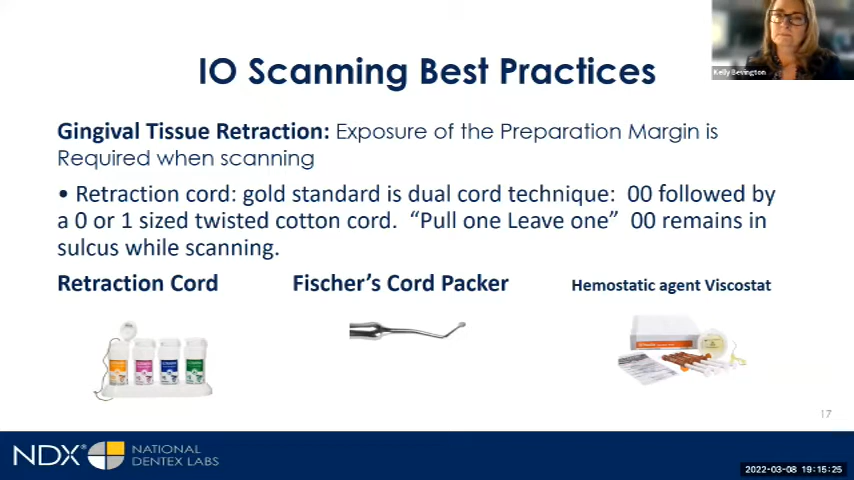 Kelly Bevington
IO Scanning Best Practices
Gingival Tissue Retraction: Exposure of the Preparation Margin is
Required when scanning
• Retraction cord: gold standard is dual cord technique: 00 followed by
a 0 or 1 sized twisted cotton cord. “Pull one Leave one” 00 remains in
sulcus while scanning.
Retraction Cord
Fischer’s Cord Packer
Hemostatic agent Viscostat
17
NDX®
NATIONAL
DENTEX LABS
2022-03-08 19:15:25